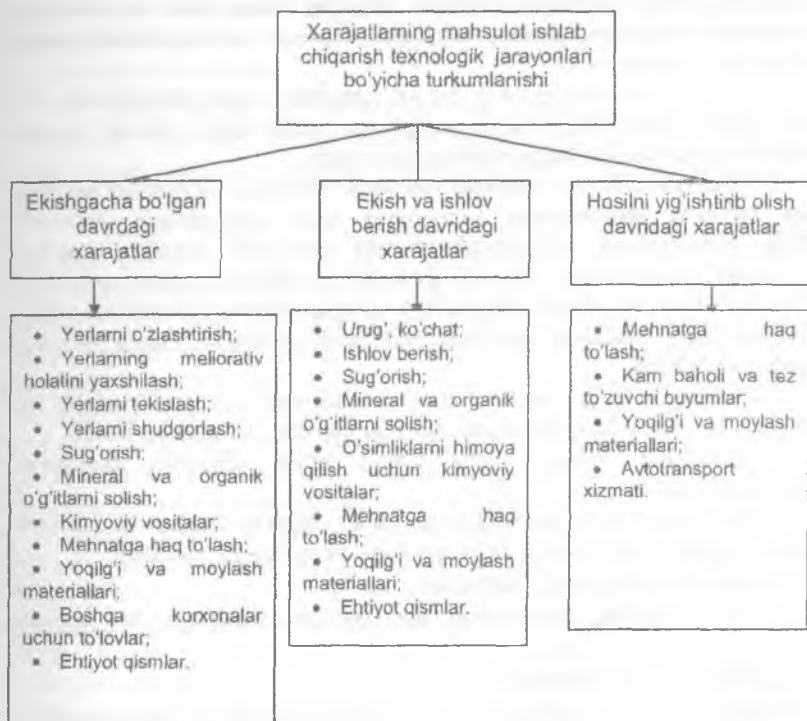 Xarajatlarning mahsulot ishlab
chiqarish texnologik jarayonlari
bo'yicha turkumlanishi
Ekishgacha bo'lgan
davrdagi
xarajatlar
Ekish va ishlov
berish davridagi
xarajatlar
Hosilni yig'ishtirib olish
davridagi xarajatlar
• Yerlarni o'zlashtirish;
• Yerlarning meliorativ
holatini yaxshilash;
• Yerlarni tekislash;
• Yerlarni shudgorlash;
• Sug'orish;
• Mineral va organik
o'g'itlarni solish;
• Kimyoviy vositalar;
• Mehnatga haq to'lash;
• Yoqilg'i va moylash
materiallari;
• Boshqa korxonalar
uchun to'lovlar;
• Ehtiyot qismlar.
• Urug', ko'chat;
• Ishlov berish;
• Sug'orish;
• Mineral va organik
o'g'itlarni solish;
• O'simliklarni himoya
qilish uchun kimyoviy
vositalar;
• Mehnatga haq
to'lash;
• Yoqilg'i va moylash
materiallari;
• Ehtiyot qismlar.
• Mehnatga haq
to'lash;
• Kam baholi va tez
to'zuvchi buyumlar;
• Yoqilg'i va moylash
materiallari;
• Avtotransport
xizmati.